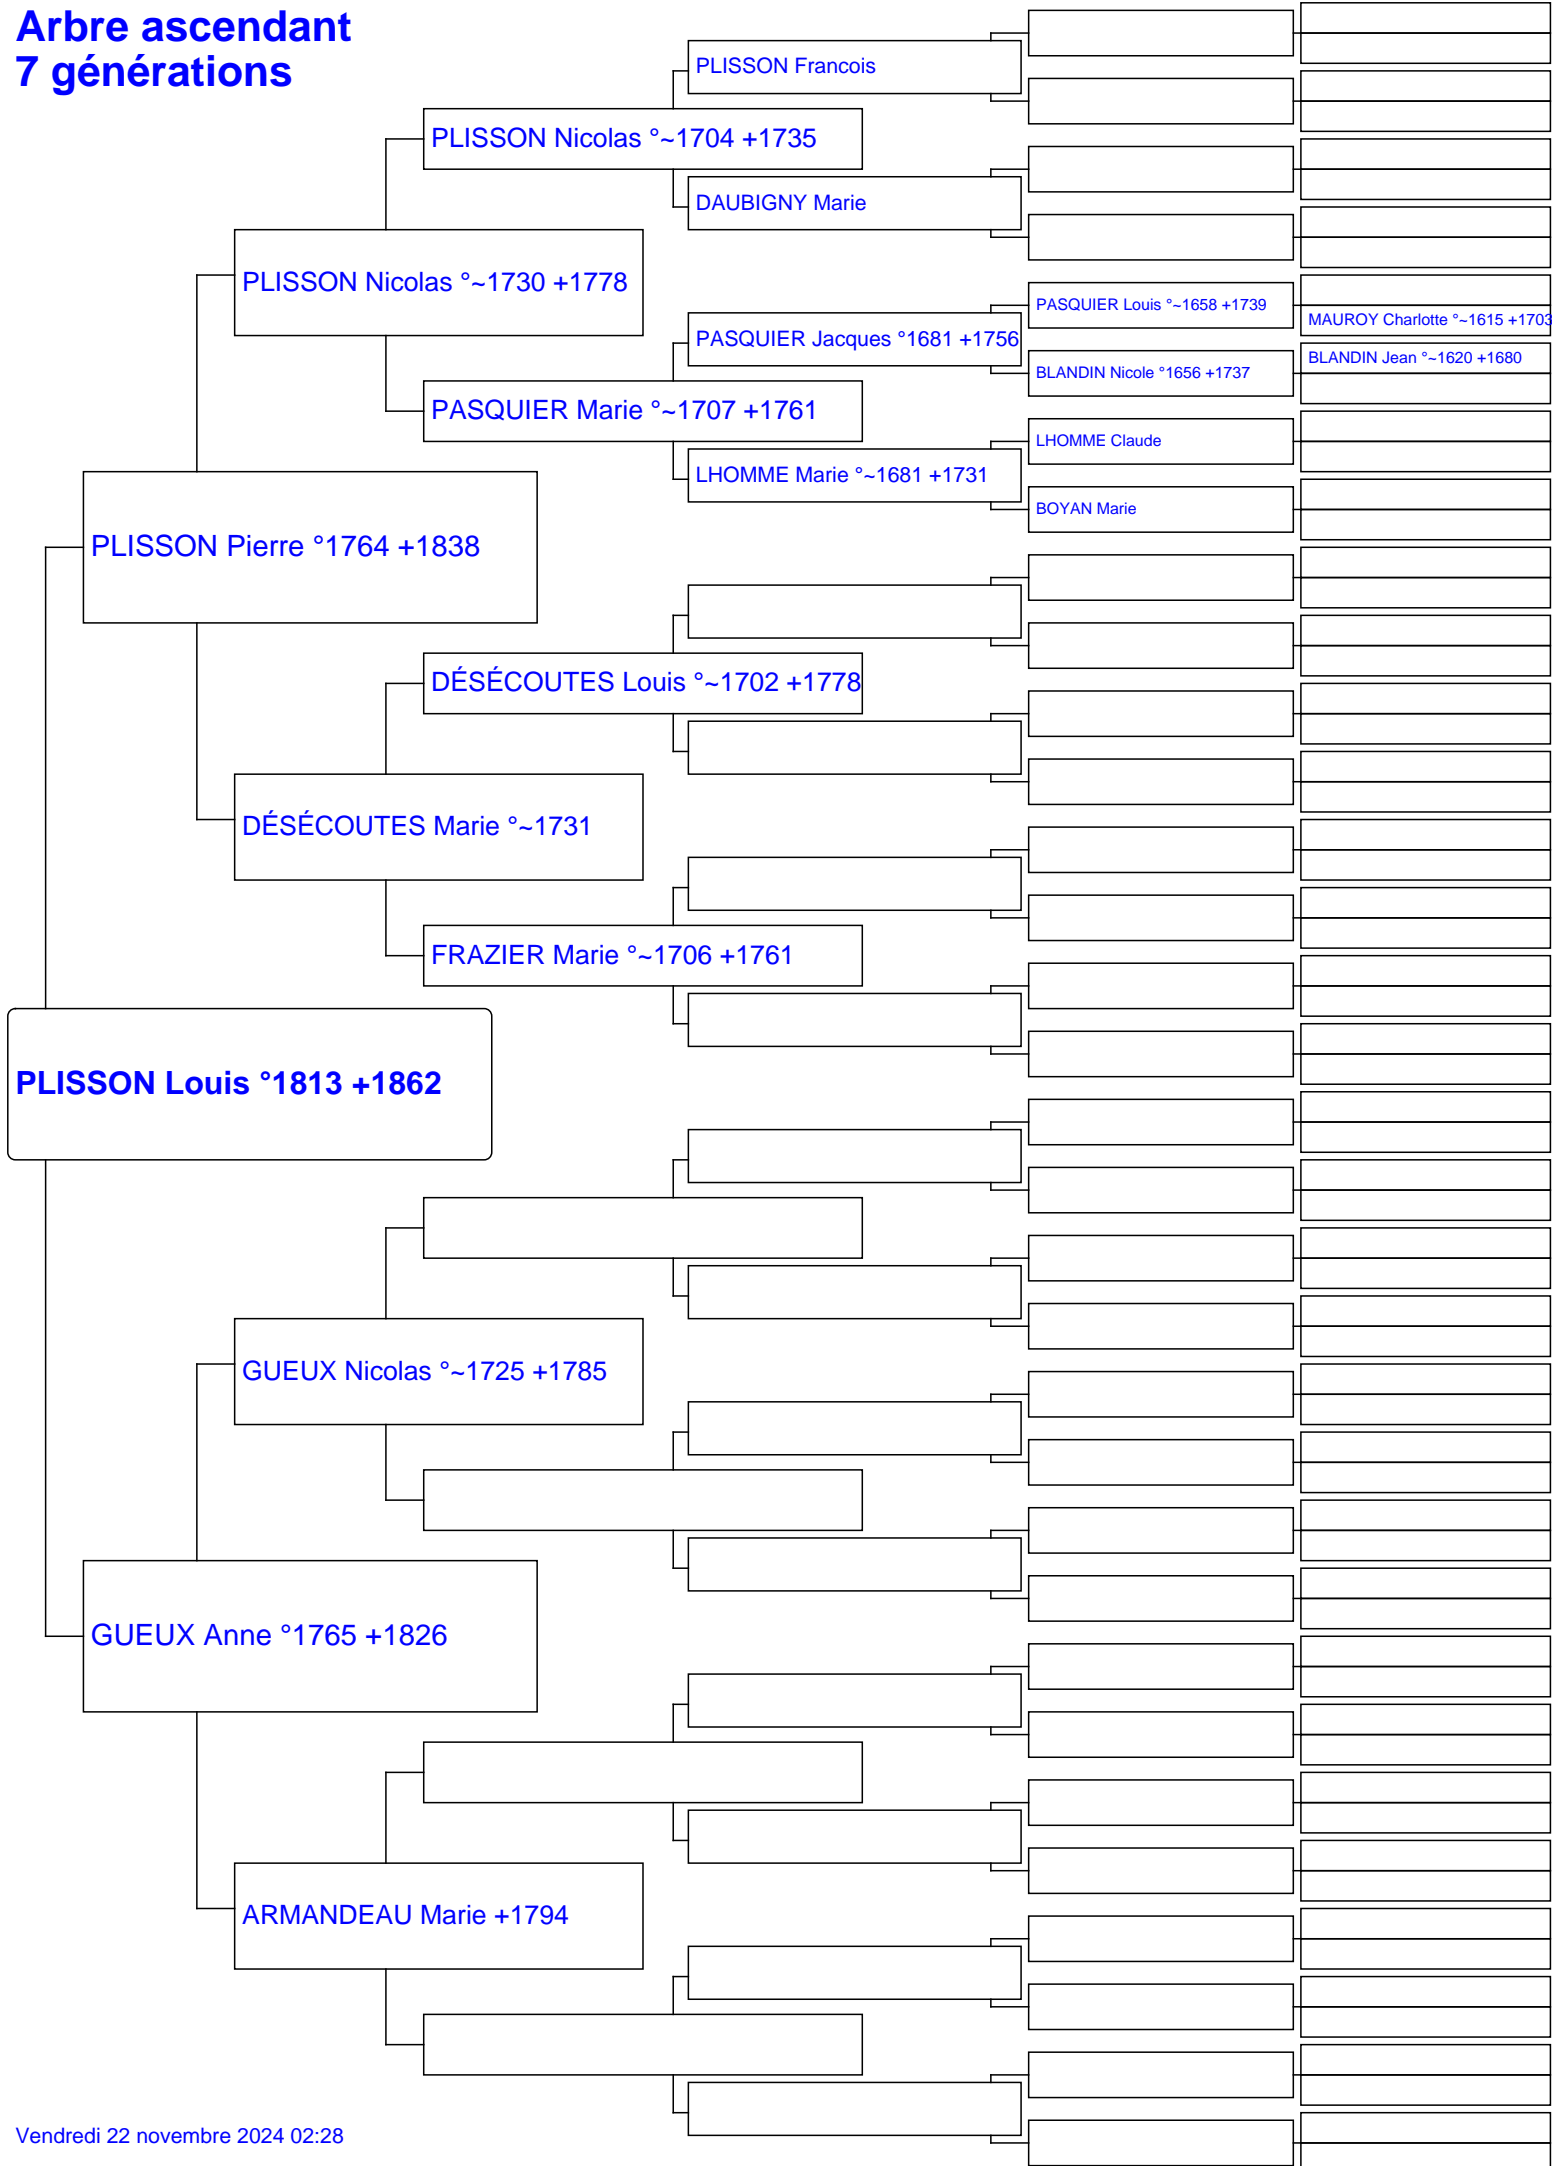 Arbre ascendant
7 générations
PLISSON Francois
PLISSON Nicolas °~1704 +1735
DAUBIGNY Marie
PLISSON Nicolas °~1730 +1778
PASQUIER Louis °~1658 +1739
MAUROY Charlotte °~1615 +1703
PASQUIER Jacques °1681 +1756
BLANDIN Jean °~1620 +1680
BLANDIN Nicole °1656 +1737
PASQUIER Marie °~1707 +1761
LHOMME Claude
LHOMME Marie °~1681 +1731
BOYAN Marie
PLISSON Pierre °1764 +1838
DÉSÉCOUTES Louis °~1702 +1778
DÉSÉCOUTES Marie °~1731
FRAZIER Marie °~1706 +1761
PLISSON Louis °1813 +1862
GUEUX Nicolas °~1725 +1785
GUEUX Anne °1765 +1826
ARMANDEAU Marie +1794
Vendredi 22 novembre 2024 02:28